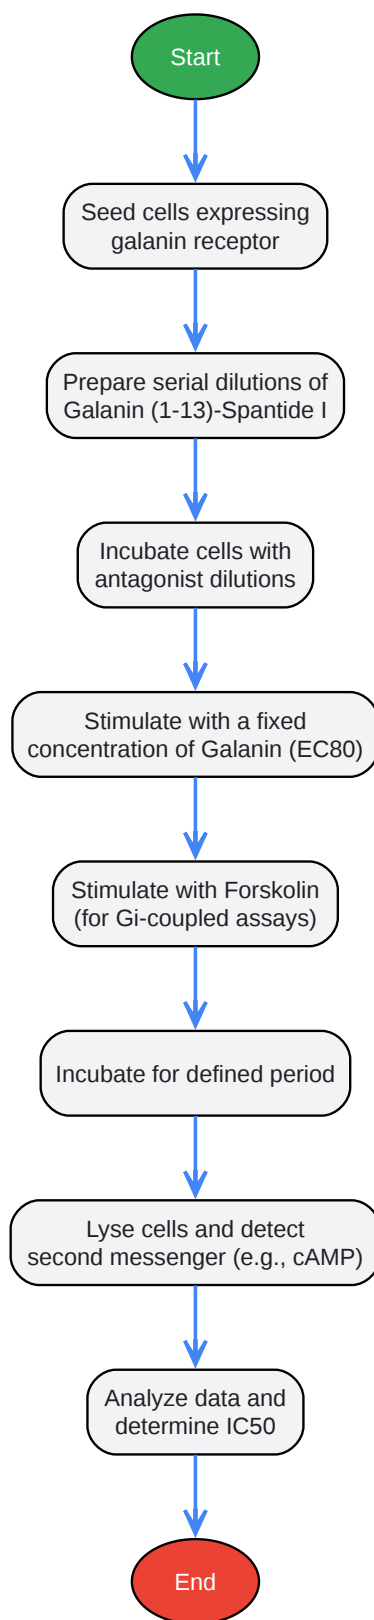 Start
Seed cells expressing
galanin receptor
Prepare serial dilutions of
Galanin (1-13)-Spantide I
Incubate cells with
antagonist dilutions
Stimulate with a fixed
concentration of Galanin (EC80)
Stimulate with Forskolin
(for Gi-coupled assays)
Incubate for defined period
Lyse cells and detect
second messenger (e.g., cAMP)
Analyze data and
determine IC50
End